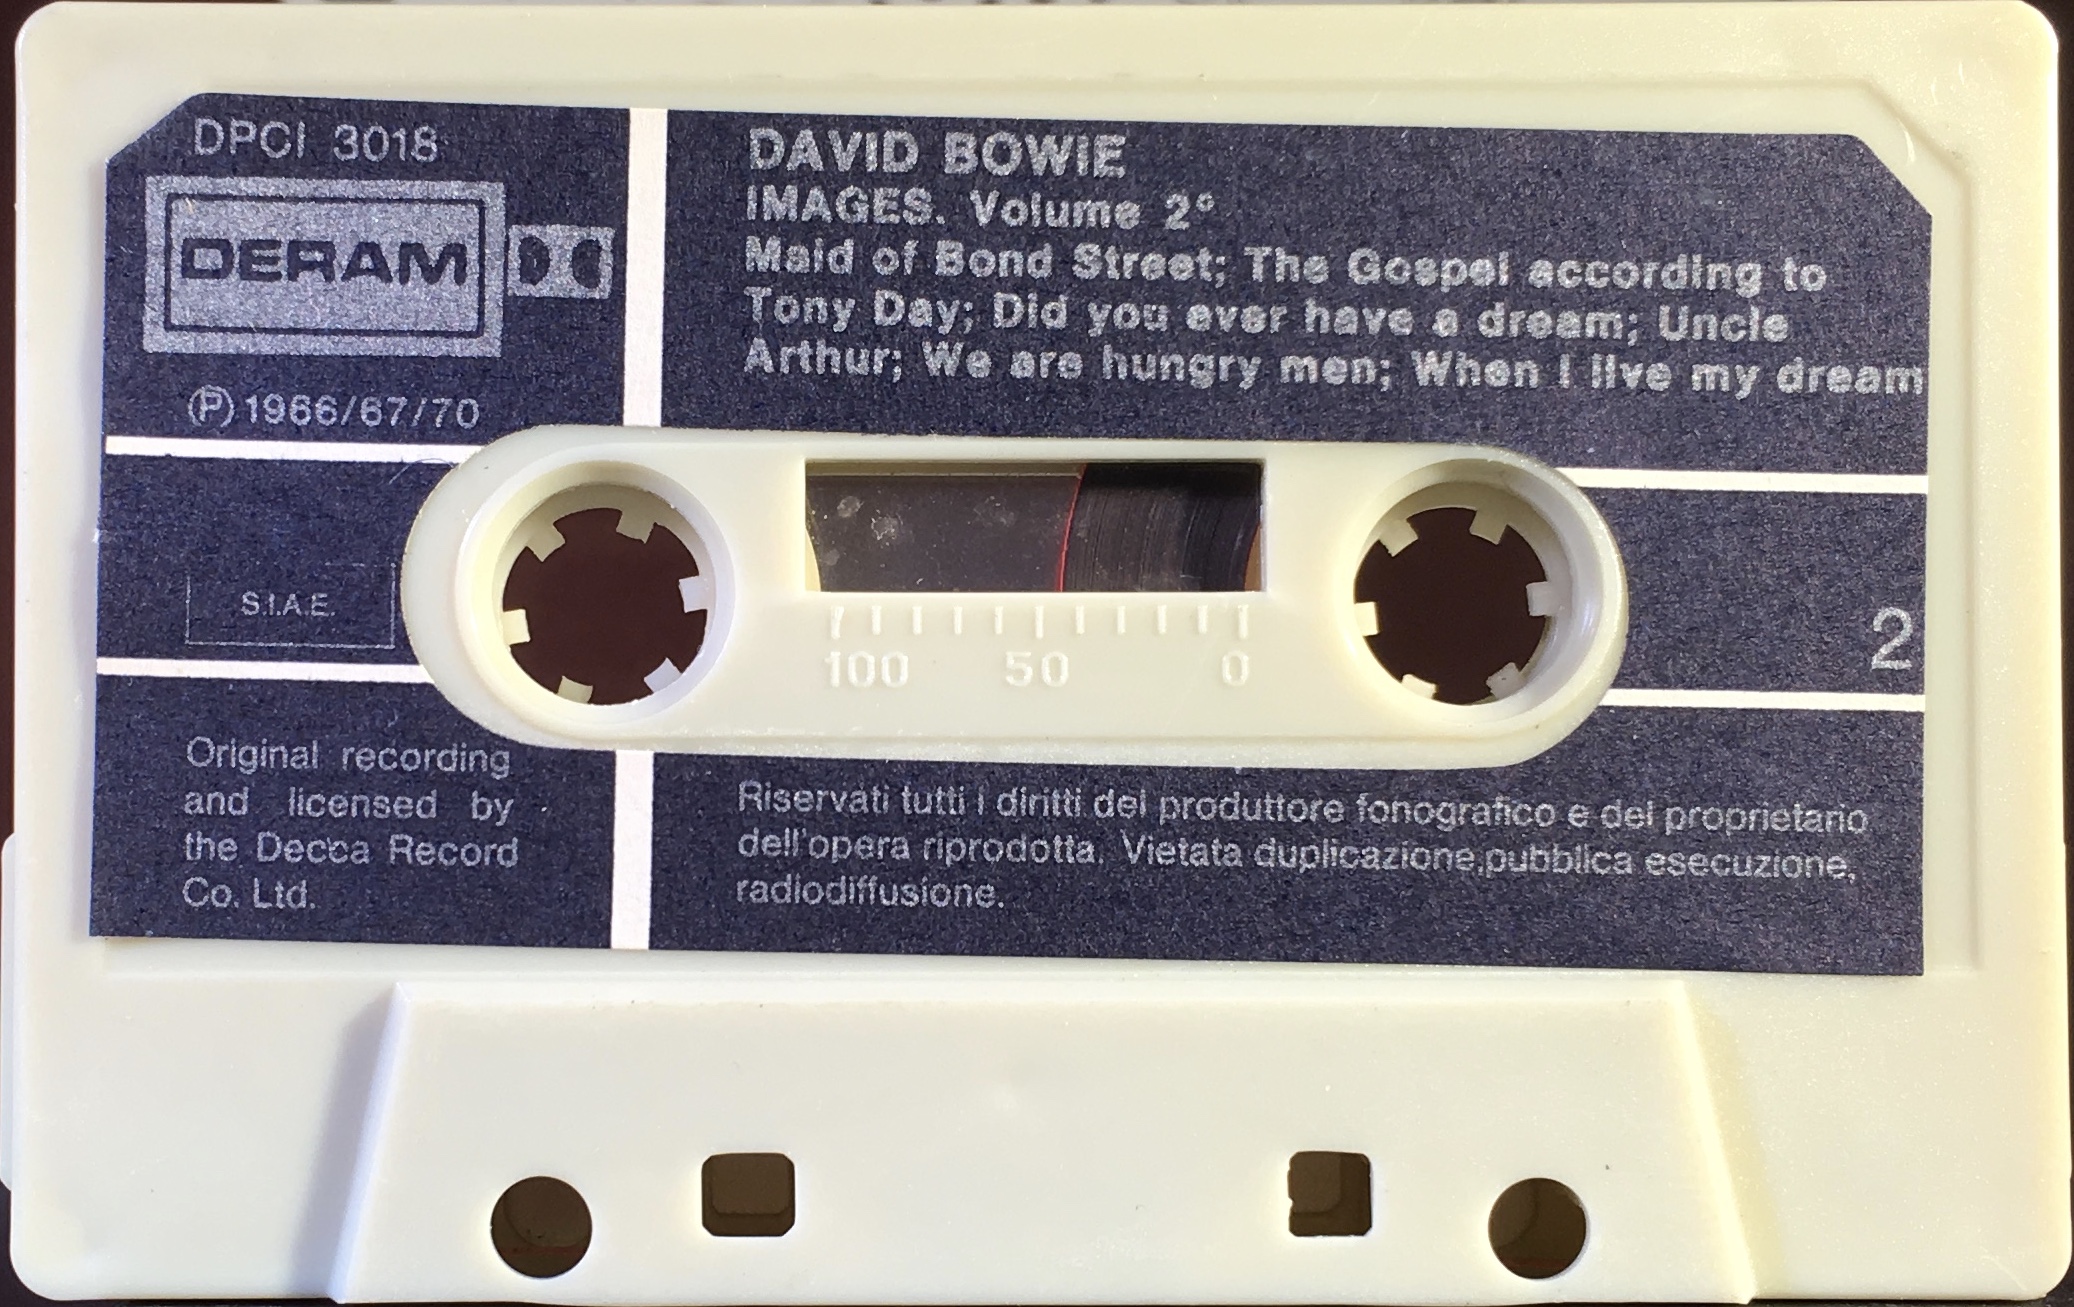 DPCI 3018
DERAM
Ⓟ 1966/67/70
S.I.A.E.
Original recording
and licensed by
the Decca Record
Co. Ltd.
DAVID BOWIE
IMAGES. Volume 2°
Maid of Bond Street; The Gospel according to
Tony Day; Did you ever have a dream; Uncle
Arthur; We are hungry men; When I live my dream
100 50 0
2
Riservati tutti i diritti del produttore fonografico e del proprietario
dell'opera riprodotta. Vietata duplicazione,pubblica esecuzione,
radiodiffusione.